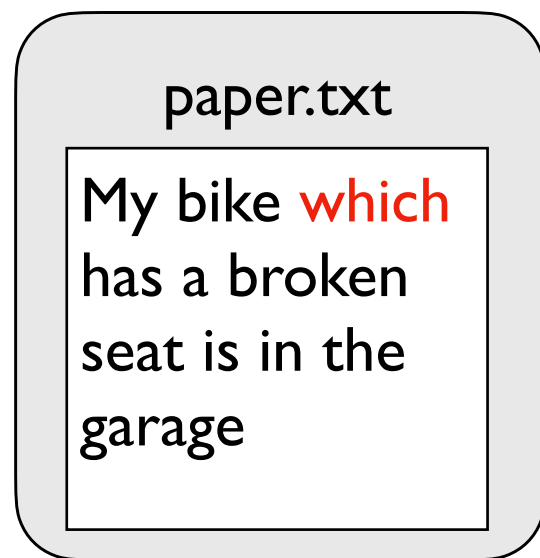 paper.txt
My bike which
has a broken
seat is in the
garage